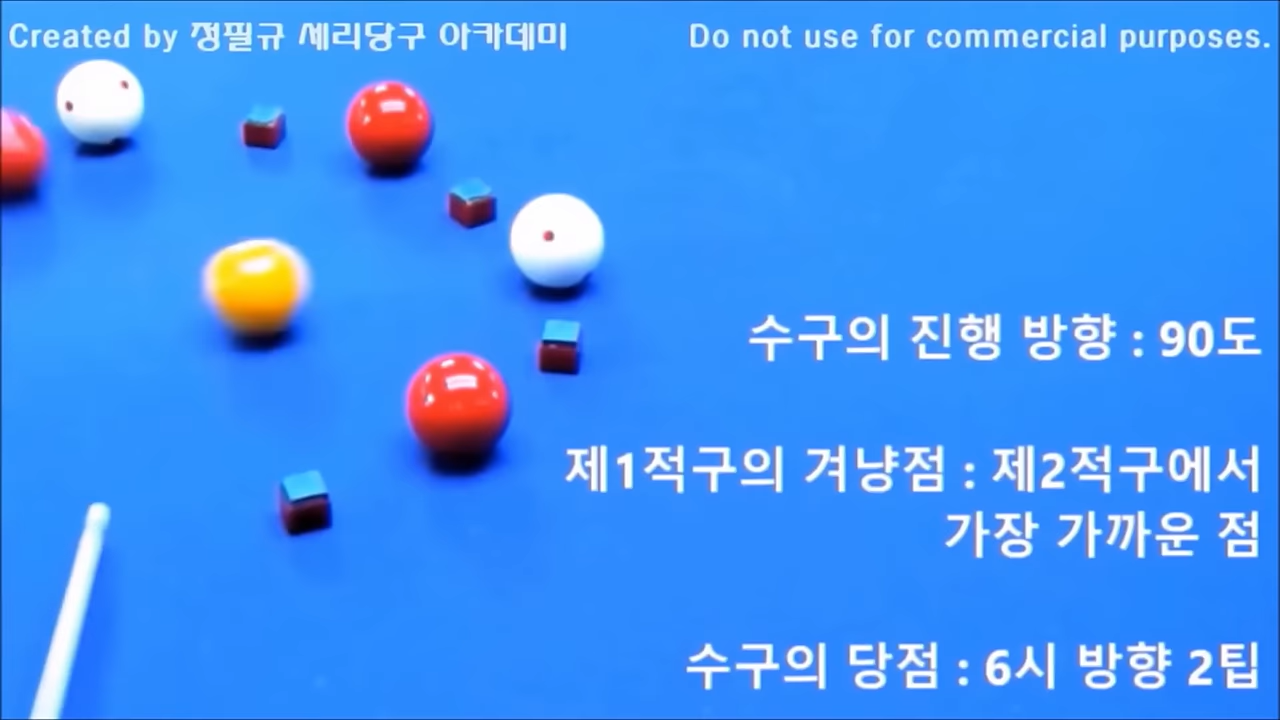 Created by 정필규 세리당구 아카데미
Do not use for commercial purposes.
수구의 진행 방향 : 90도
제1적구의 겨냥점 : 제2적구에서
가장 가까운 점
수구의 당점 : 6시 방향 2팁